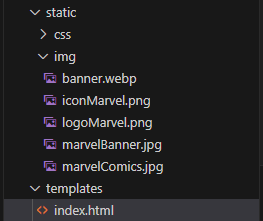 static
css
img
banner.webp
iconMarvel.png
logoMarvel.png
marvelBanner.jpg
marvelComics.jpg
templates
index.html